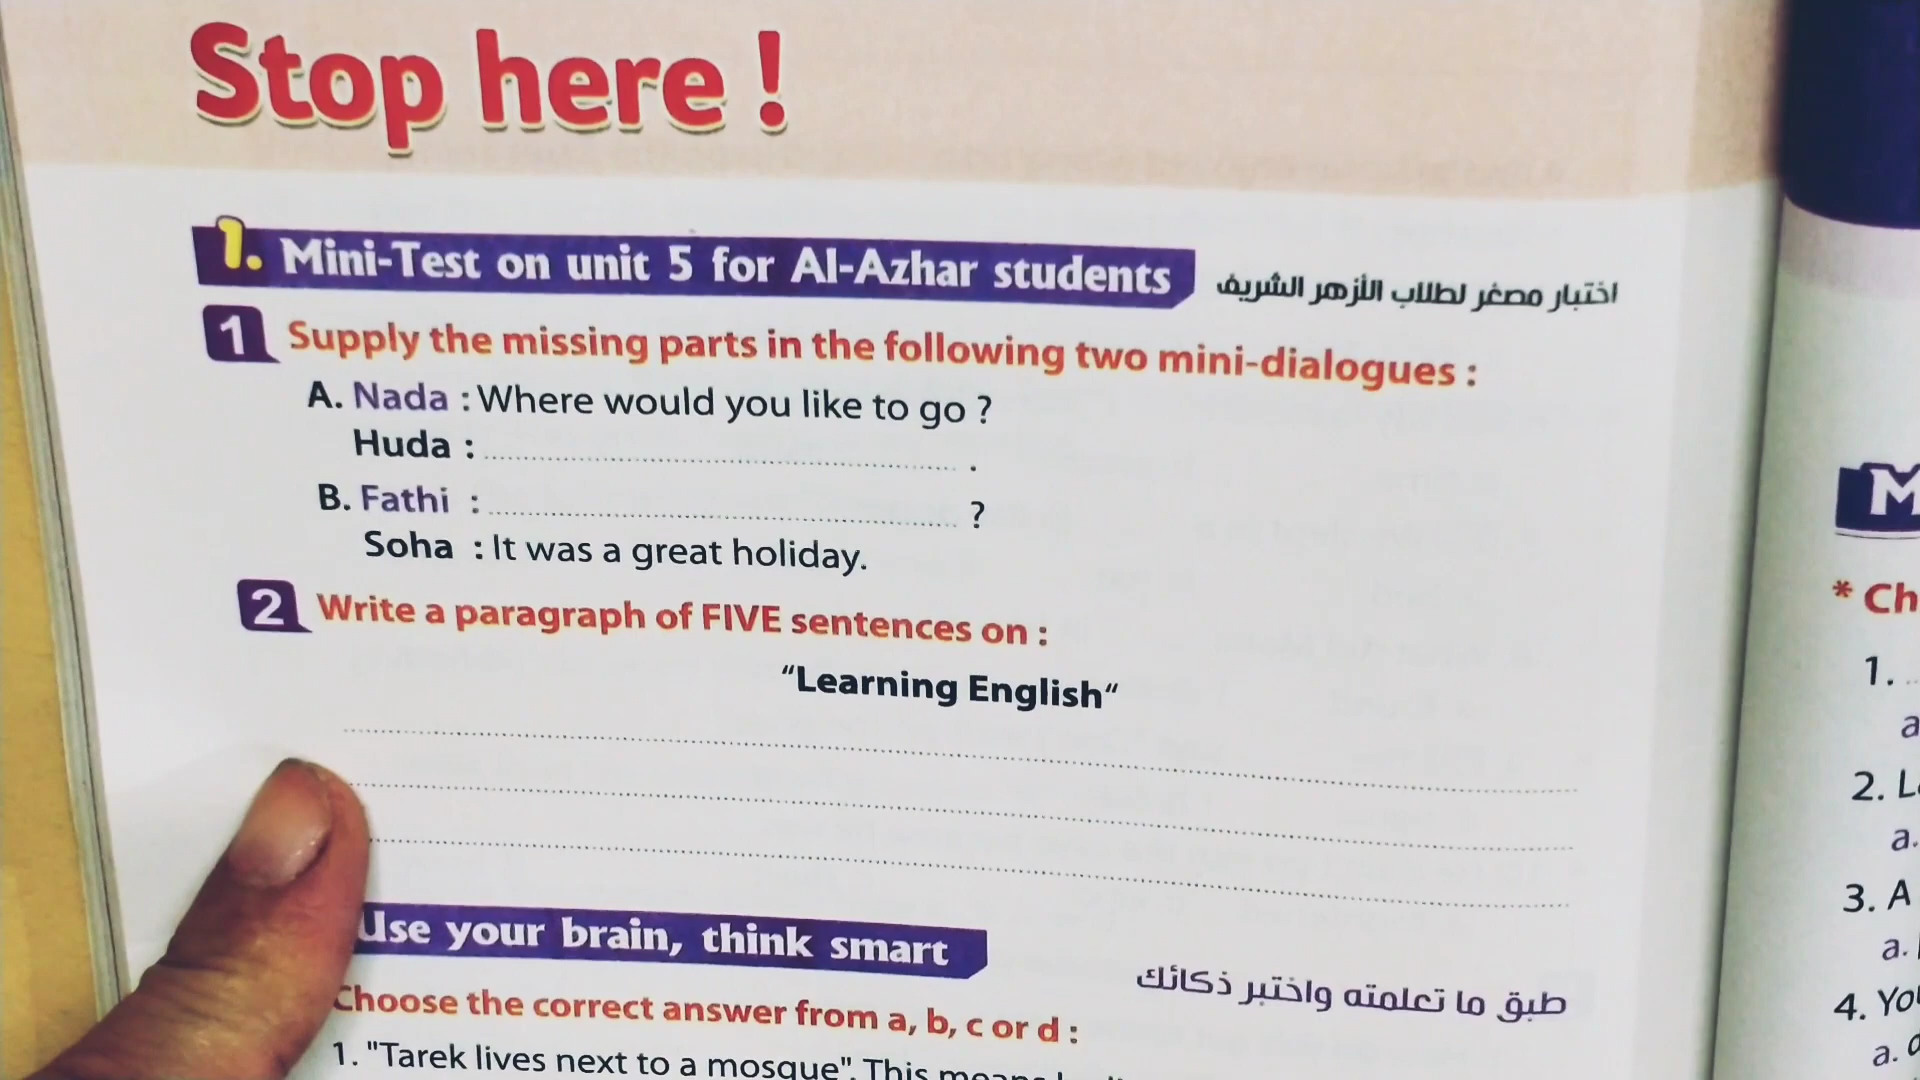 Stop here !
1. Mini-Test on unit 5 for Al-Azhar students اختبار مصغر لطلاب الأزهر الشريف
1 Supply the missing parts in the following two mini-dialogues :
A. Nada : Where would you like to go ?
Huda : .
B. Fathi : ?
Soha : It was a great holiday.
2 Write a paragraph of FIVE sentences on :
"Learning English"
Use your brain, think smart
طبق ما تعلمته واختبر ذكائك
Choose the correct answer from a, b, c or d :
1. "Tarek lives next to a mosque". This means
M
* Ch
1.
a
2. L
a.
3. A
a.
4. Yo
a.